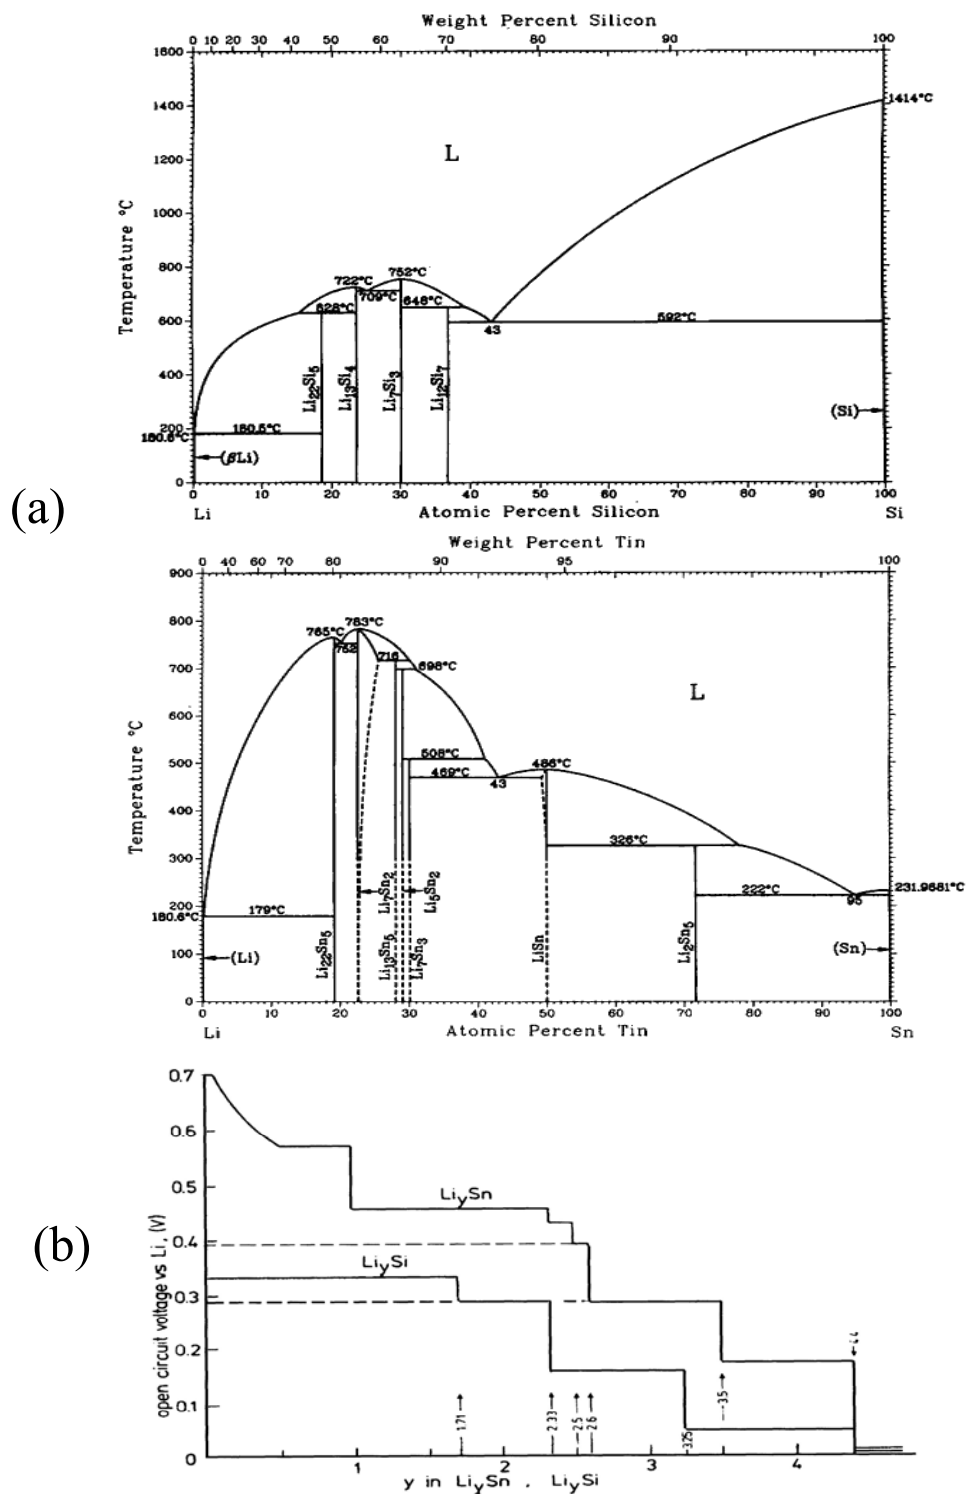 Weight Percent Silicon
0 10 20 30 40 50 60 70 80 90 100
1600
1400
1200
1000
800
600
400
200
0
Temperature °C
L
1414°C
722°C
752°C
709°C
628°C
648°C
592°C
43
Li22Si5
Li13Si4
Li7Si3
Li12Si7
180.5°C
(βLi)
(Si)
0 10 20 30 40 50 60 70 80 90 100
Li
Atomic Percent Silicon
Si
(a)
Weight Percent Tin
0 40 60 70 80 90 95 100
900
800
700
600
500
400
300
200
100
0
Temperature °C
L
765°C
783°C
752
716
698°C
508°C
469°C
43
486°C
326°C
222°C
95
231.9681°C
180.6°C
179°C
(Li)
(Sn)
Li22Sn5
Li7Sn2
Li13Sn5
Li5Sn2
Li7Sn3
LiSn
Li2Sn5
0 10 20 30 40 50 60 70 80 90 100
Li
Atomic Percent Tin
Sn
(b)
0.7
0.6
0.5
0.4
0.3
0.2
0.1
0
open circuit voltage vs Li, (V)
LiySn
LiySi
1.71
2.33
2.5
2.6
3.25
3.5
4.4
1 2 3 4
y in LiySn , LiySi